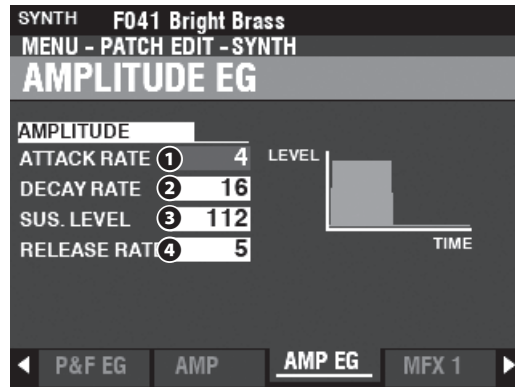 SYNTH F041 Bright Brass
MENU - PATCH EDIT - SYNTH
AMPLITUDE EG
AMPLITUDE
ATTACK RATE 1 4
DECAY RATE 2 16
SUS. LEVEL 3 112
RELEASE RATE 4 5
LEVEL
TIME
P&F EG AMP AMP EG MFX 1